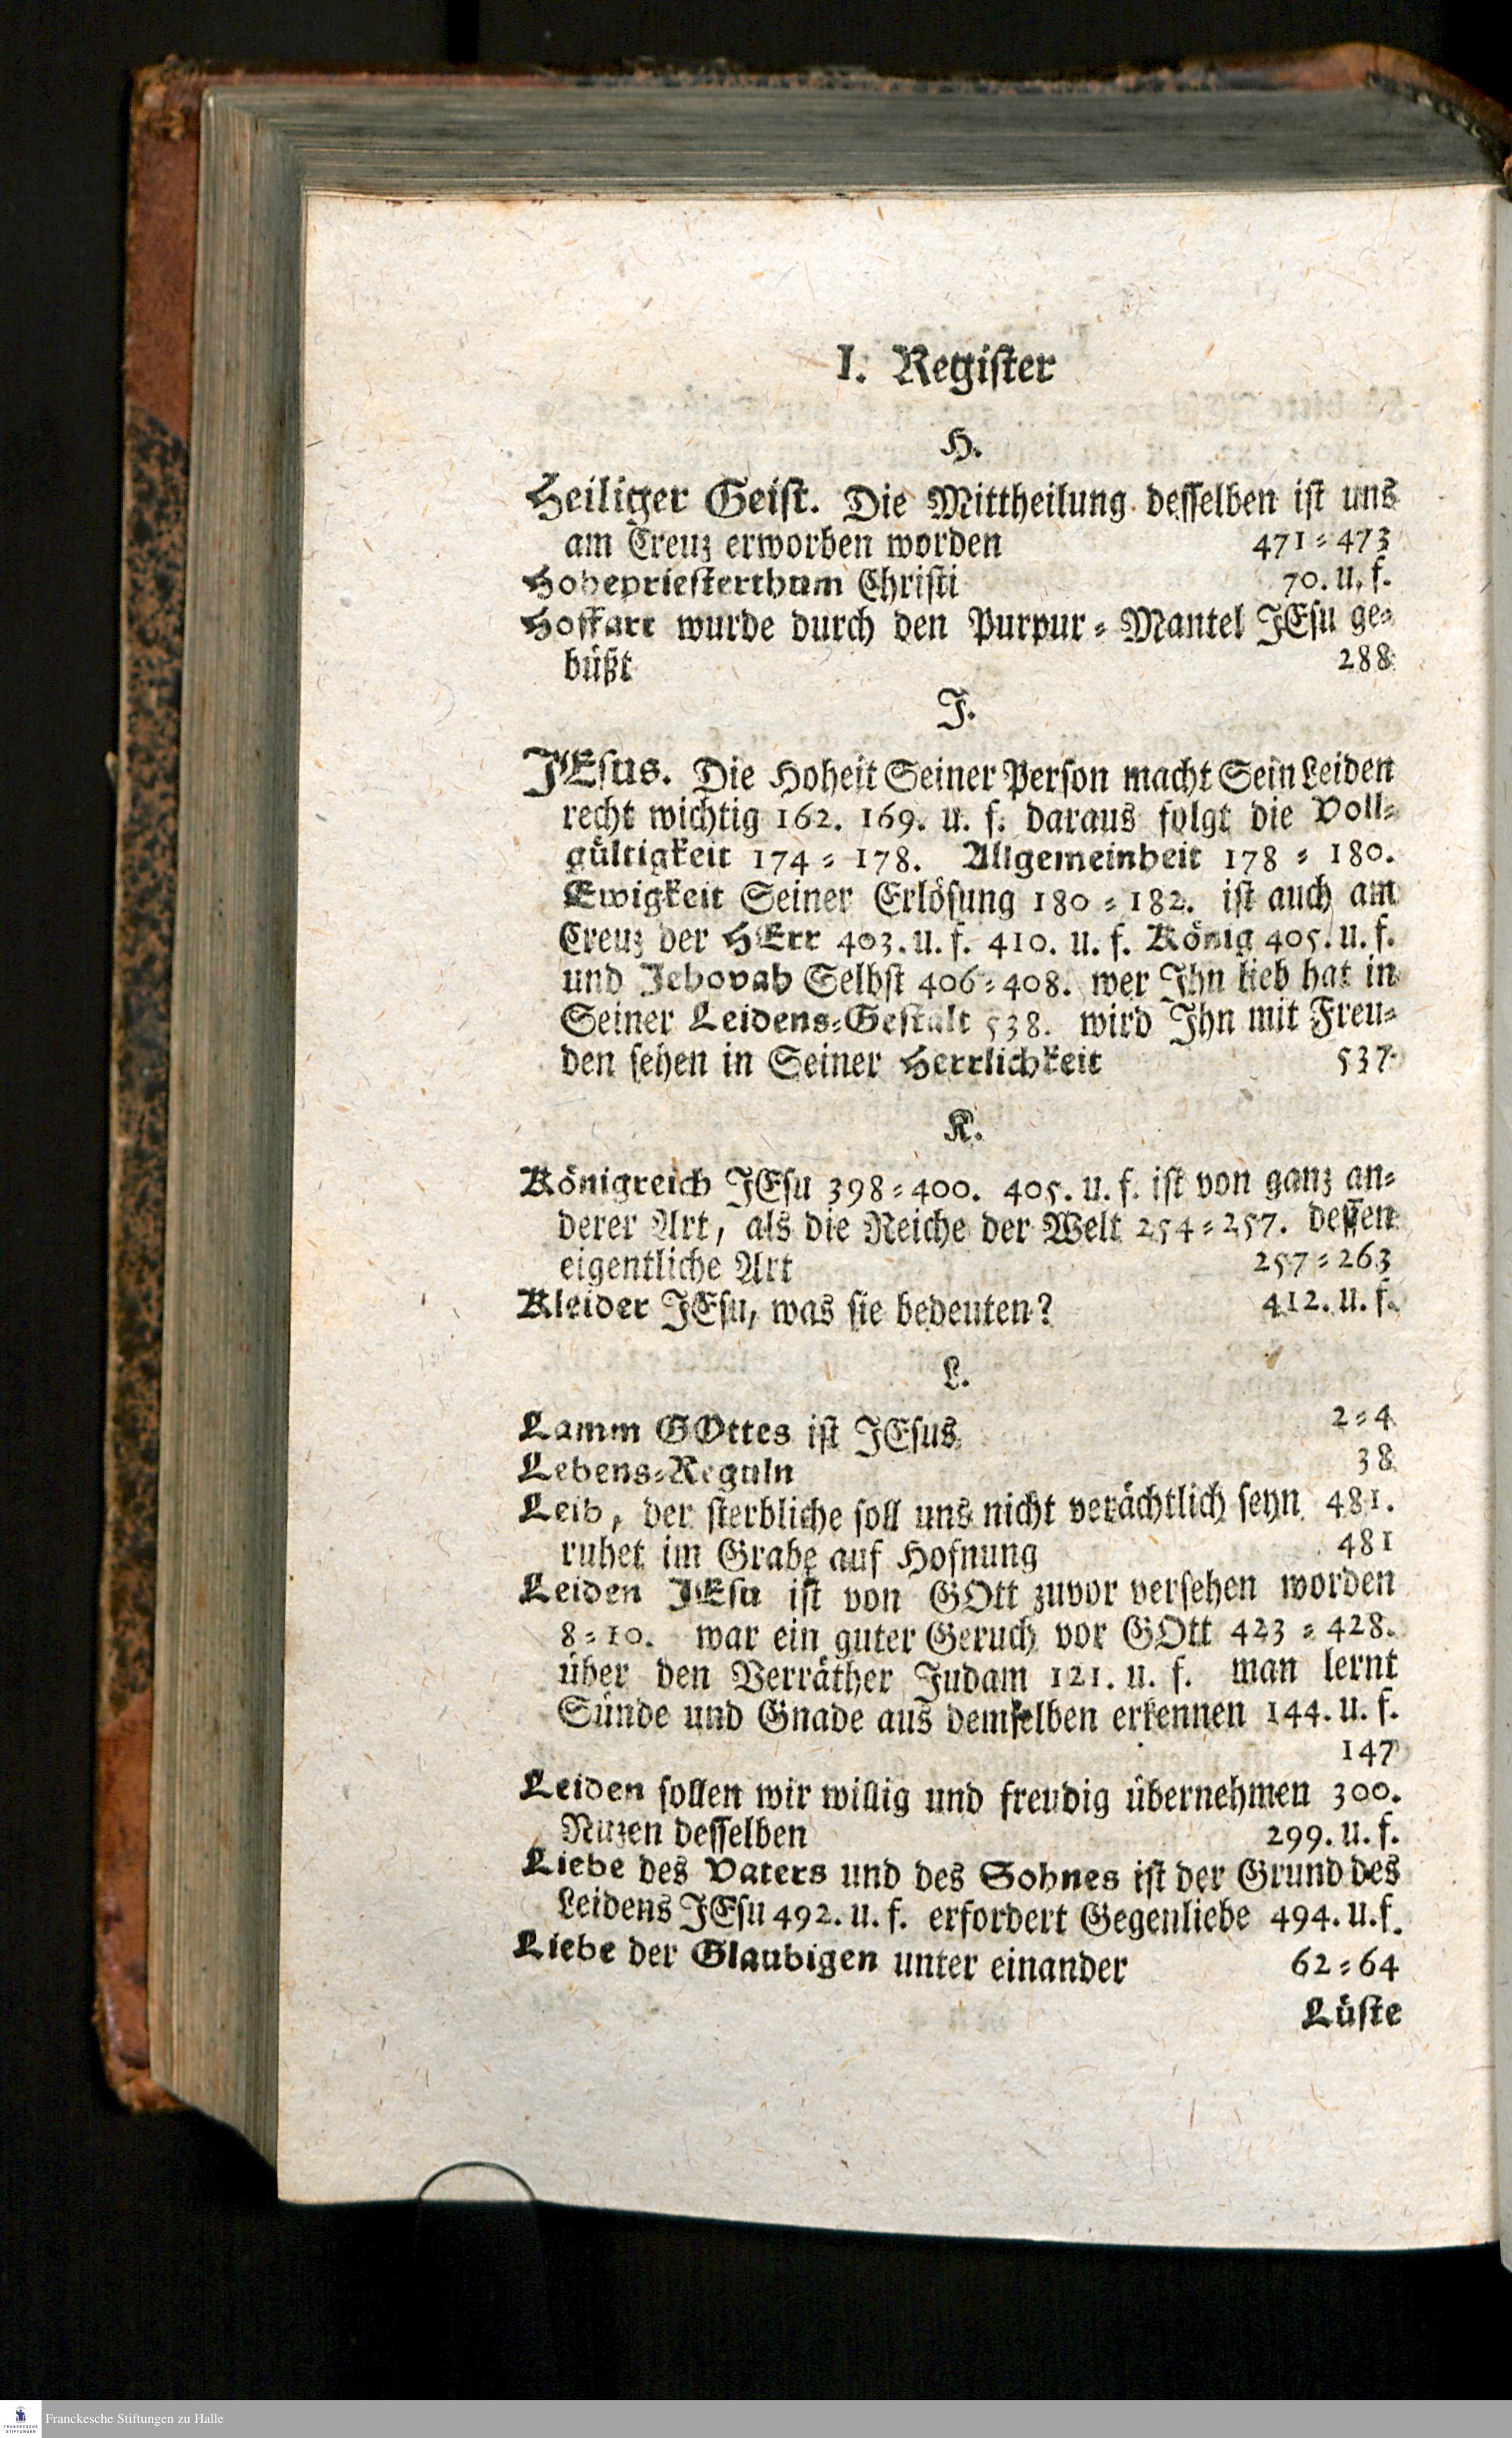 I. Register
H.
Heiliger Geist. Die Mittheilung desselben ist uns
am Creuz erworben worden 471=473
Hohepriesterthum Christi 70. u. f.
Hoffart wurde durch den Purpur=Mantel JEsu ge=
büßt 288
J.
JEsus. Die Hoheit Seiner Person macht Sein Leiden
recht wichtig 162. 169. u. f. daraus folgt die Voll=
gültigkeit 174=178. Allgemeinheit 178=180.
Ewigkeit Seiner Erlösung 180=182. ist auch am
Creuz der HErr 403. u. f. 410. u. f. König 405. u. f.
und Jehovah Selbst 406=408. wer Ihn lieb hat in
Seiner Leidens=Gestalt 538. wird Ihn mit Freu=
den sehen in Seiner Herrlichkeit 537
K.
Königreich JEsu 398=400. 405. u. f. ist von ganz an=
derer Art, als die Reiche der Welt 254=257. dessen
eigentliche Art 257=263
Kleider JEsu, was sie bedeuten? 412. u. f.
L.
Lamm GOttes ist JEsus 2=4
Lebens=Reguln 38
Leib, der sterbliche soll uns nicht verächtlich seyn 481.
ruhet im Grabe auf Hofnung 481
Leiden JEsu ist von GOtt zuvor versehen worden
8=10. war ein guter Geruch vor GOtt 423=428.
über den Verräther Judam 121. u. f. man lernt
Sünde und Gnade aus demselben erkennen 144. u. f.
147
Leiden sollen wir willig und freudig übernehmen 300.
Nuzen desselben 299. u. f.
Liebe des Vaters und des Sohnes ist der Grund des
Leidens JEsu 492. u. f. erfordert Gegenliebe 494. u. f.
Liebe der Glaubigen unter einander 62=64
Lüste
FRANCKESCHE
STIFTUNGEN
Franckesche Stiftungen zu Halle